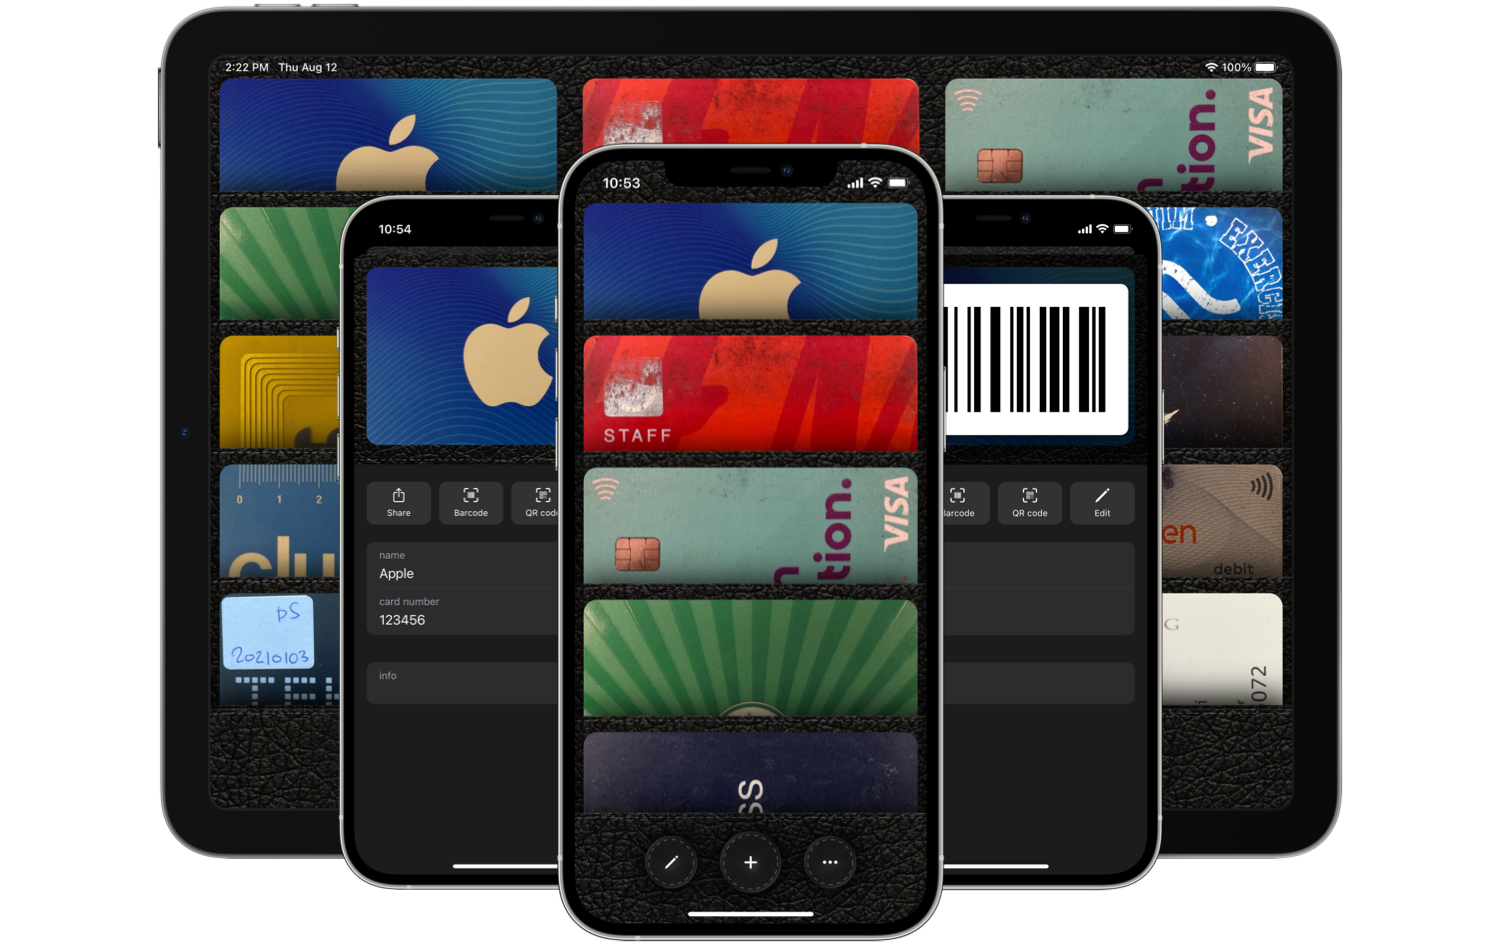 2:22 PM Thu Aug 12
100%
tion.
VISA
EXERC
0 1 2
clu
pS
20210103
TEL
en
debit
G
072
10:54
Share
Barcode
QR code
name
Apple
card number
123456
info
QR code
Edit
10:53
STAFF
tion.
VISA
SS